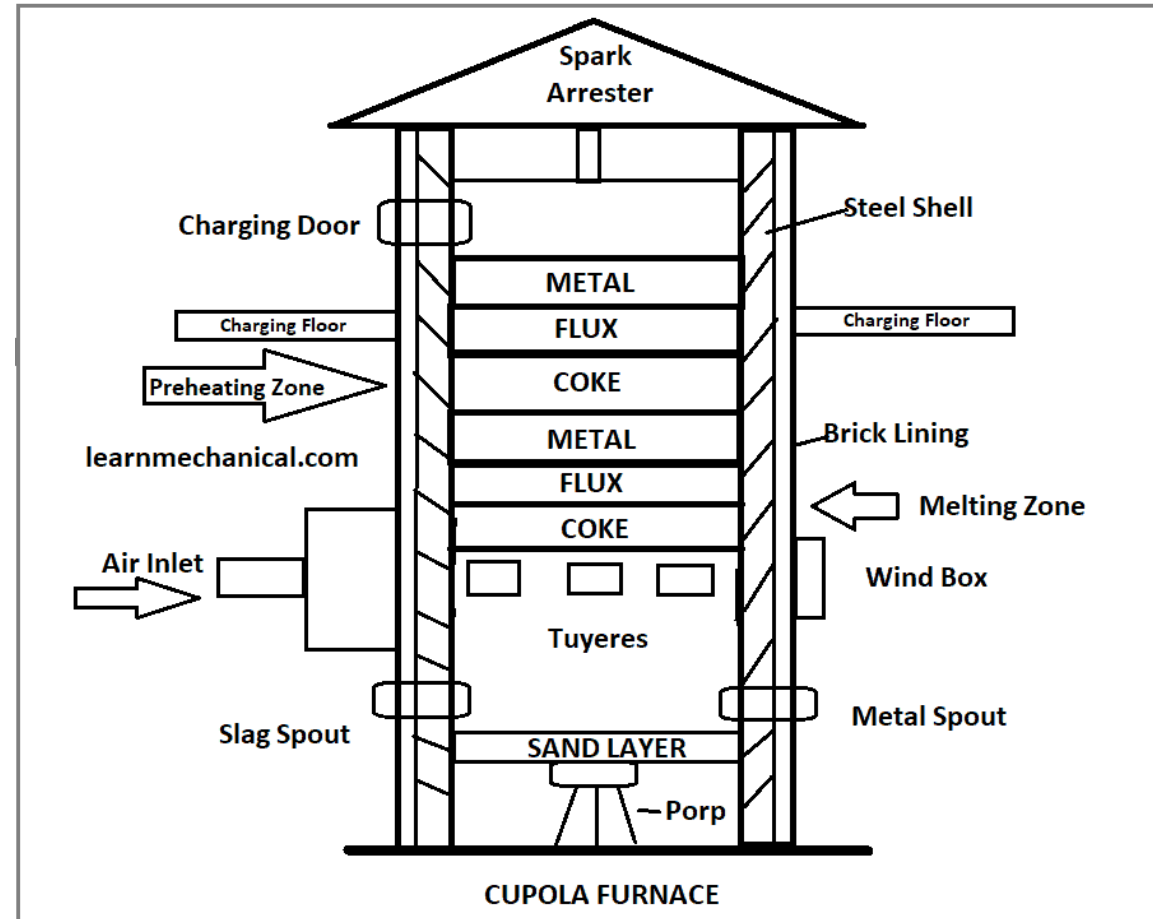 Spark
Arrester
Charging Door
Steel Shell
METAL
Charging Floor
FLUX
Charging Floor
Preheating Zone
COKE
METAL
Brick Lining
learnmechanical.com
FLUX
Melting Zone
COKE
Air Inlet
Wind Box
Tuyeres
Slag Spout
Metal Spout
SAND LAYER
Porp
CUPOLA FURNACE